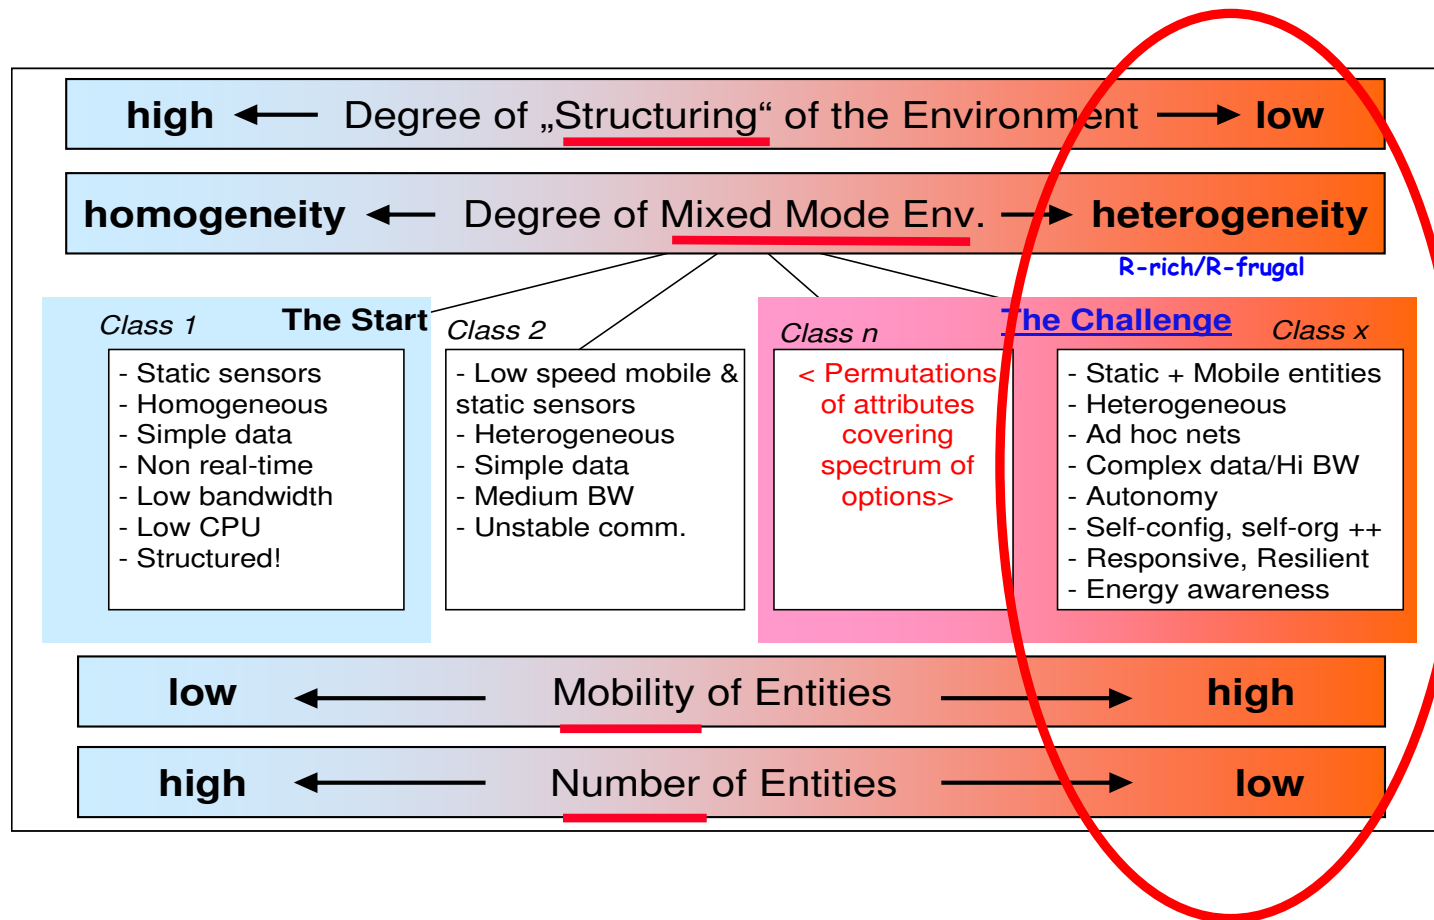 high Degree of „Structuring“ of the Environment low
homogeneity Degree of Mixed Mode Env. heterogeneity
R-rich/R-frugal
Class 1 The Start
- Static sensors
- Homogeneous
- Simple data
- Non real-time
- Low bandwidth
- Low CPU
- Structured!
Class 2
- Low speed mobile &
static sensors
- Heterogeneous
- Simple data
- Medium BW
- Unstable comm.
The Challenge
Class n
< Permutations
of attributes
covering
spectrum of
options>
Class x
- Static + Mobile entities
- Heterogeneous
- Ad hoc nets
- Complex data/Hi BW
- Autonomy
- Self-config, self-org ++
- Responsive, Resilient
- Energy awareness
low Mobility of Entities high
high Number of Entities low